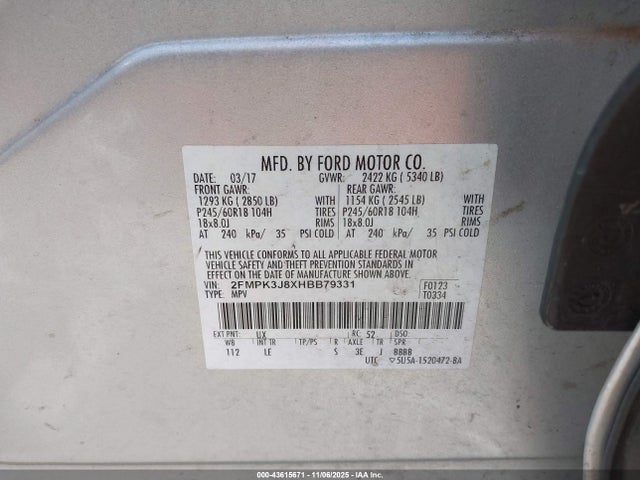 MFD. BY FORD MOTOR CO.
DATE: 03/17 GVWR: 2422 KG ( 5340 LB)
FRONT GAWR: REAR GAWR:
1293 KG ( 2850 LB) WITH 1154 KG ( 2545 LB) WITH
P245/60R18 104H TIRES P245/60R18 104H TIRES
18x8.0J RIMS 18x8.0J RIMS
AT 240 kPa/ 35 PSI COLD AT 240 kPa/ 35 PSI COLD
THIS VEHICLE CONFORMS TO ALL APPLICABLE FEDERAL MOTOR
VEHICLE SAFETY AND THEFT PREVENTION STANDARDS IN
EFFECT ON THE DATE OF MANUFACTURE SHOWN ABOVE.
VIN: 2FMPK3J8XHBB79331 F0123
TYPE: MPV T0334
EXT PNT: UX RC: 52 DSO:
WB INT TR TP/PS R AXLE TR SPR
112 LE S 3E J 8888
UTC ▽5U5A-1520472-BA
000-43615671 - 11/06/2025 - IAA Inc.